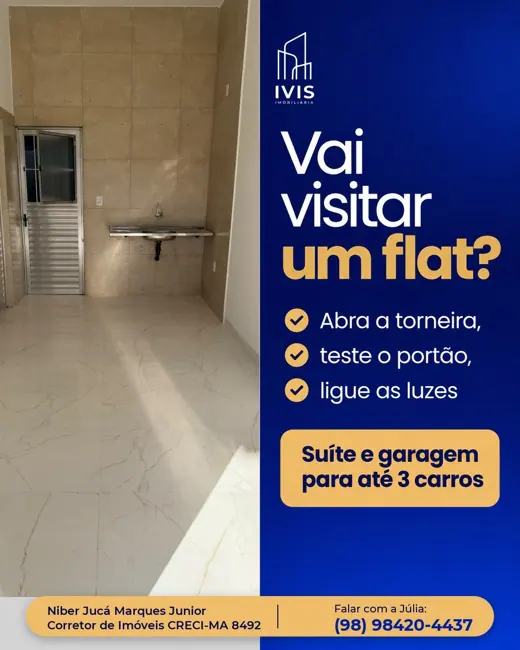 IVIS
IMOBILIÁRIA
Vai
visitar
um flat?
Abra a torneira,
teste o portão,
ligue as luzes
Suíte e garagem
para até 3 carros
Niber Jucá Marques Junior
Corretor de Imóveis CRECI-MA 8492
Falar com a Júlia:
(98) 98420-4437